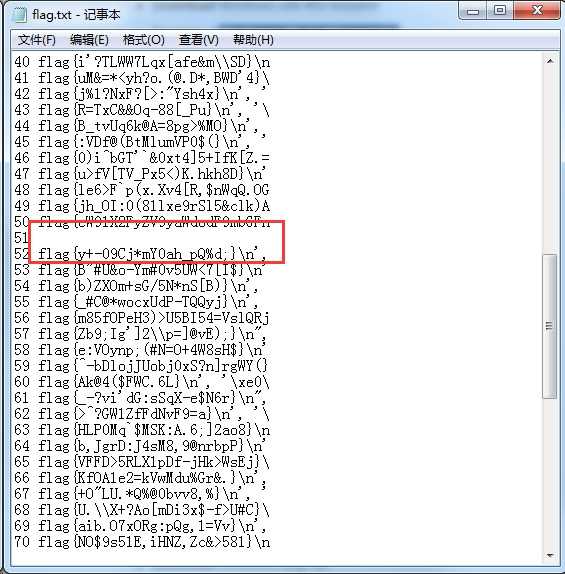 flag.txt - 记事本
文件(F) 编辑(E) 格式(O) 查看(V) 帮助(H)
40 flag{i'?TLWW7Lqx[afe&m\\SD}\n
41 flag{uM&=*<yh?o.(@.D*,BWD'4}\
42 flag{j%1?NxF?[>:"Ysh4x}\n', '
43 flag{R=TxC&&Oq-88[_Pu}\n', '\
44 flag{B_tvUq6k@A=8pg>%MO}\n',
45 flag{:VDf@(BtMlumVP0$(}\n', '
46 flag{0)i^bGT'`&0xt4]5+IfK[Z.=
47 flag{u>fV[TV_Px5<)K.hkh8D}\n'
48 flag{le6>F`p(x.Xv4[R,$nWqQ.OG
49 flag{jh_OI:0(81lxe9rSl5&clk)A
51
52 flag{y+-09Cj*mY0ah_pQ%d;}\n',
53 flag{B~#U&o-Ym#0v5UW<7[I$}\n'
54 flag{b)ZXOm+sG/5N*nS[B)}\n',
55 flag{_#C@*wocxUdP-TQQyj}\n',
56 flag{m85fOPeH3)>U5BI54=VslQRj
57 flag{Zb9;Ig']2\\p=]@vE);}\n",
58 flag{e:VOynp;(#N=O+4W8sH$}\n'
59 flag{^-bDlojJUobj0xS?n]rgWY(}
60 flag{Ak@4($FWC.6L}\n', '\xe0\
61 flag{_-?vi'dG:sSqX-e$N6r}\n",
62 flag{>^?GW1ZfFdNvF9=a}\n', '\
63 flag{HLP0Mq`$MSK:A.6;]2ao8}\n
64 flag{b,JgrD:J4sM8,9@nrbpP}\n'
65 flag{VFFD>5RLX1pDf-jHk>WsEj}\
66 flag{KfOA1e2=kVwMdu%Gr&.}\n',
67 flag{+O"LU.*Q%@0bvv8,%}\n', '
68 flag{U.\\X+?Ao[mDi3x$-f>U#C}\
69 flag{aib.O7xORg:pQg,1=Vv}\n',
70 flag{NO$9s51E,iHNZ,Zc&>581}\n